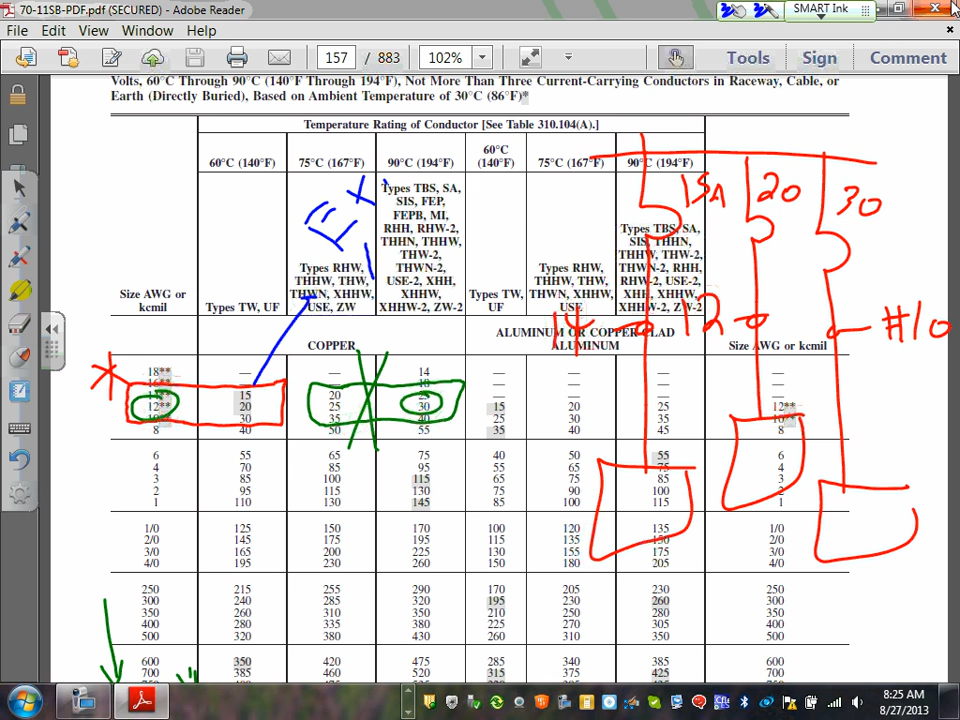 70-11SB-PDF.pdf (SECURED) - Adobe Reader
SMART Ink
File Edit View Window Help
157 / 883 102% Tools Sign Comment
Volts, 60°C Through 90°C (140°F Through 194°F), Not More Than Three Current-Carrying Conductors in Raceway, Cable, or
Earth (Directly Buried), Based on Ambient Temperature of 30°C (86°F)*
Temperature Rating of Conductor [See Table 310.104(A).]
60°C (140°F) 75°C (167°F) 90°C (194°F) 60°C (140°F) 75°C (167°F) 90°C (194°F)
Size AWG or kcmil
Types TW, UF
Types RHW, THHW, THW, THWN, XHHW, USE, ZW
Types TBS, SA, SIS, FEP, FEPB, MI, RHH, RHW-2, THHN, THHW, THW-2, THWN-2, USE-2, XHH, XHHW, XHHW-2, ZW-2
Types TW, UF
Types RHW, THHW, THW, THWN, XHHW, USE
Types TBS, SA, SIS, THHN, THHW, THW-2, THWN-2, RHH, RHW-2, USE-2, XHH, XHHW, XHHW-2, ZW-2
Size AWG or kcmil
EX 1
15A 20 30
14 12 #10
COPPER ALUMINUM OR COPPER-CLAD ALUMINUM
18** — — 14 — — — —
16** — — 18 — — — —
15 20 — — — —
12** 20 25 30 15 20 25 12**
30 35 40 25 30 35 10**
8 40 50 55 35 40 45 8
6 55 65 75 40 50 55 6
4 70 85 95 55 65 75 4
3 85 100 115 65 75 85 3
2 95 115 130 75 90 100 2
1 110 130 145 85 100 115 1
1/0 125 150 170 100 120 135 1/0
2/0 145 175 195 115 135 150 2/0
3/0 165 200 225 130 155 175 3/0
4/0 195 230 260 150 180 205 4/0
250 215 255 290 170 205 230 250
300 240 285 320 195 230 260 300
350 260 310 350 210 250 280 350
400 280 335 380 225 270 305 400
500 320 380 430 260 310 350 500
600 350 420 475 285 340 385 600
700 385 460 520 315 375 425 700
8:25 AM
8/27/2013